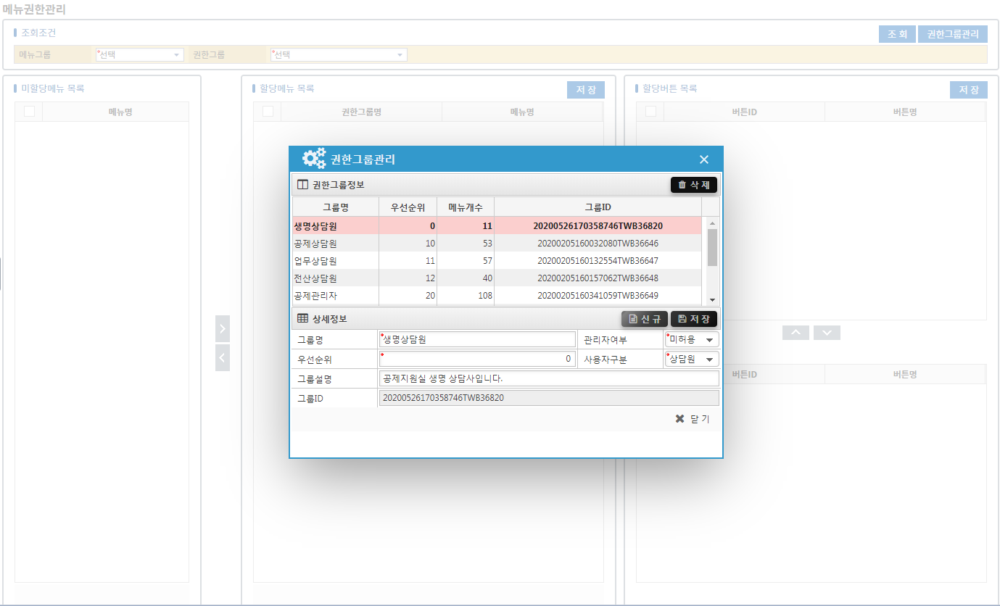 메뉴권한관리
조회조건
조 회 권한그룹관리
메뉴그룹 *선택 권한그룹 *선택
미할당메뉴 목록
할당메뉴 목록 저 장
할당버튼 목록 저 장
메뉴명
권한그룹명 메뉴명
버튼ID 버튼명
권한그룹관리
권한그룹정보 삭 제
그룹명 우선순위 메뉴개수 그룹ID
생명상담원 0 11 20200526170358746TWB36820
공제상담원 10 53 20200205160032080TWB36646
업무상담원 11 57 20200205160132554TWB36647
전산상담원 12 40 20200205160157062TWB36648
공제관리자 20 108 20200205160341059TWB36649
상세정보 신 규 저 장
그룹명 *생명상담원 관리자여부 *미허용
우선순위 * 0 사용자구분 *상담원
그룹설명 공제지원실 생명 상담사입니다.
그룹ID 20200526170358746TWB36820
닫 기
버튼ID 버튼명